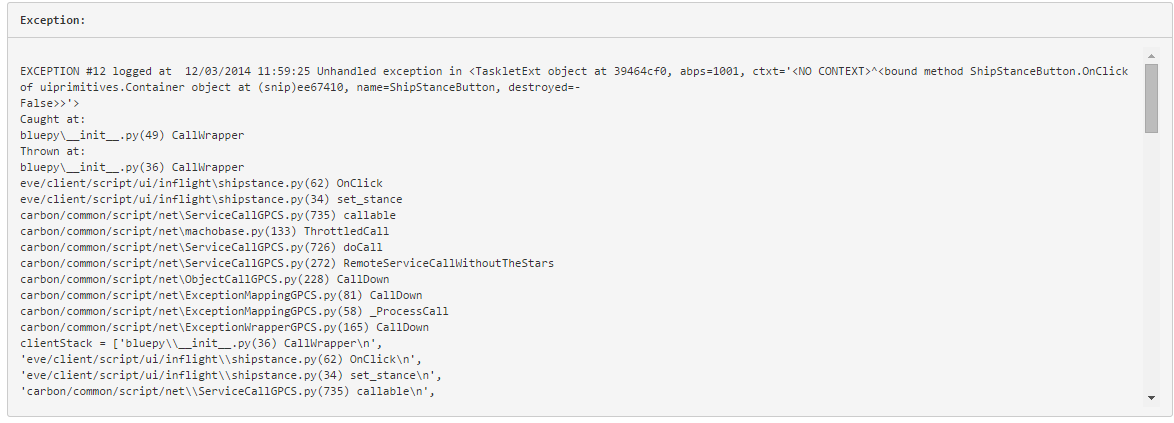 Exception:
EXCEPTION #12 logged at  12/03/2014 11:59:25 Unhandled exception in <TaskletExt object at 39464cf0, abps=1001, ctxt='<NO CONTEXT>^<bound method ShipStanceButton.OnClick
of uiprimitives.Container object at (snip)ee67410, name=ShipStanceButton, destroyed=-
False>>'>
Caught at:
bluepy\__init__.py(49) CallWrapper
Thrown at:
bluepy\__init__.py(36) CallWrapper
eve/client/script/ui/inflight\shipstance.py(62) OnClick
eve/client/script/ui/inflight\shipstance.py(34) set_stance
carbon/common/script/net\ServiceCallGPCS.py(735) callable
carbon/common/script/net\machobase.py(133) ThrottledCall
carbon/common/script/net\ServiceCallGPCS.py(726) doCall
carbon/common/script/net\ServiceCallGPCS.py(272) RemoteServiceCallWithoutTheStars
carbon/common/script/net\ObjectCallGPCS.py(228) CallDown
carbon/common/script/net\ExceptionMappingGPCS.py(81) CallDown
carbon/common/script/net\ExceptionMappingGPCS.py(58) _ProcessCall
carbon/common/script/net\ExceptionWrapperGPCS.py(165) CallDown
clientStack = ['bluepy\\__init__.py(36) CallWrapper\n',
'eve/client/script/ui/inflight\\shipstance.py(62) OnClick\n',
'eve/client/script/ui/inflight\\shipstance.py(34) set_stance\n',
'carbon/common/script/net\\ServiceCallGPCS.py(735) callable\n',